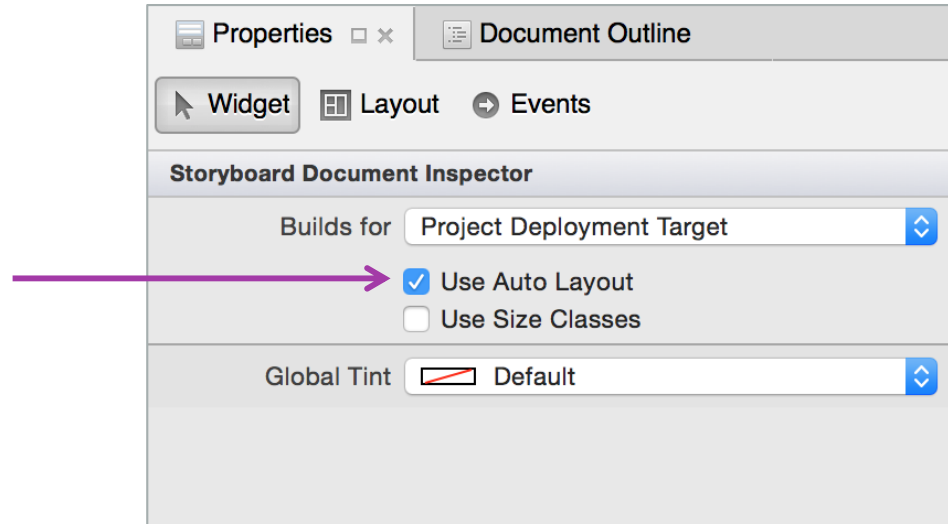 Properties
Document Outline
Widget
Layout
Events
Storyboard Document Inspector
Builds for
Project Deployment Target
Use Auto Layout
Use Size Classes
Global Tint
Default